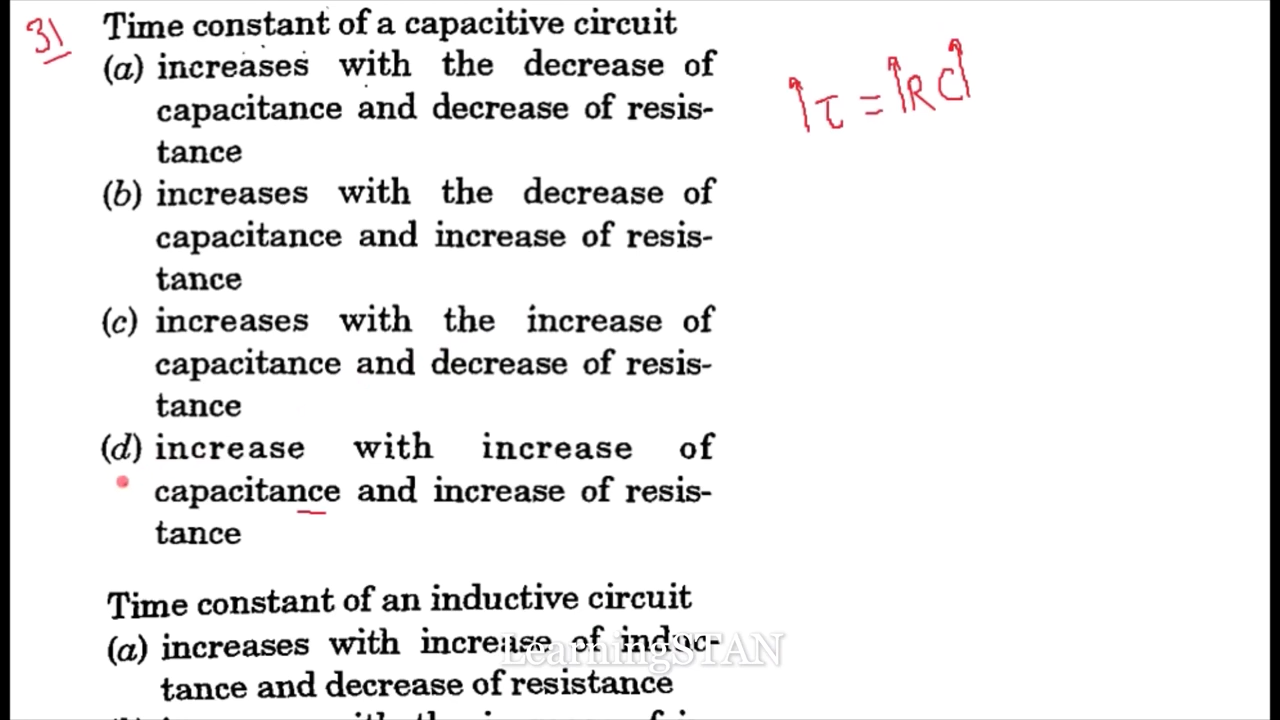 31
Time constant of a capacitive circuit
(a) increases with the decrease of
capacitance and decrease of resis-
tance
↑τ = ↑RC↑
(b) increases with the decrease of
capacitance and increase of resis-
tance
(c) increases with the increase of
capacitance and decrease of resis-
tance
(d) increase with increase of
capacitance and increase of resis-
tance
Time constant of an inductive circuit
(a) increases with increase of induc-
tance and decrease of resistance
LearningSTAN